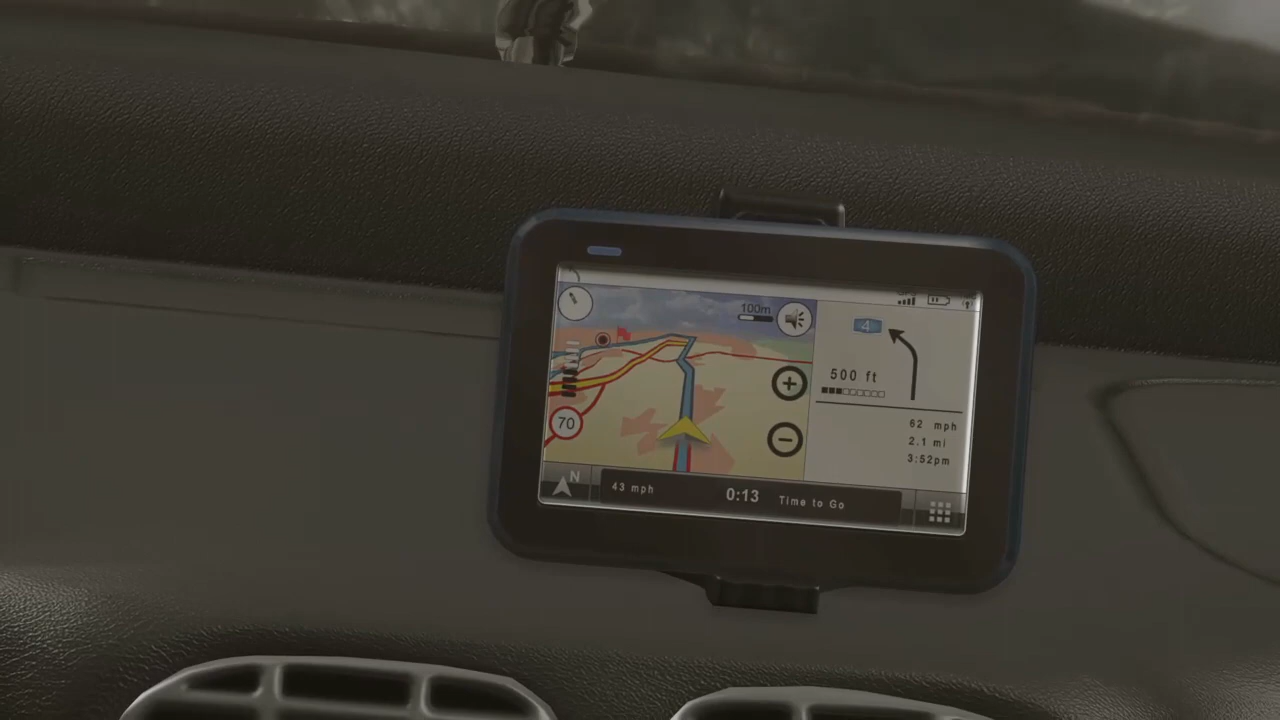 100m
4
500 ft
70
62 mph
2.1 mi
3:52pm
N
43 mph
0:13
Time to Go